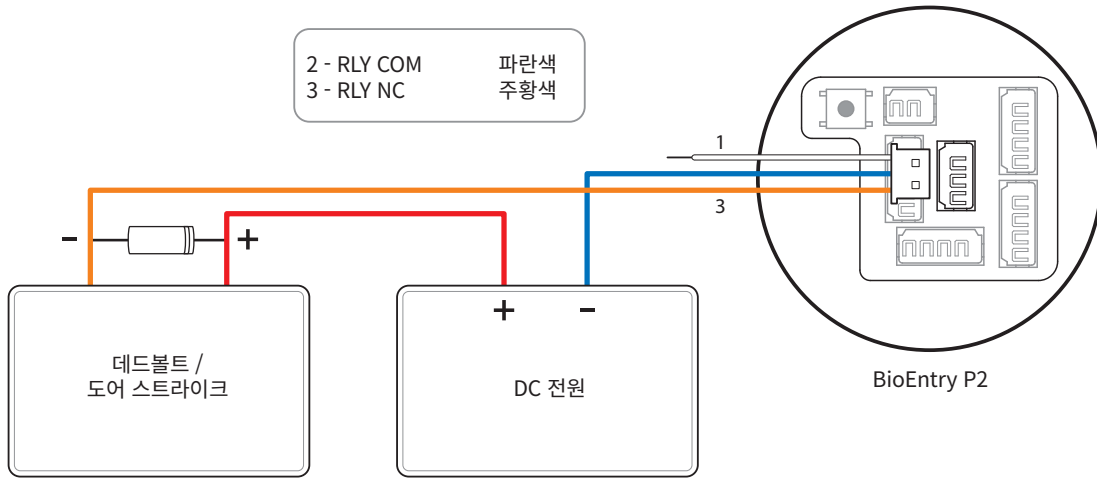 2 - RLY COM 파란색
3 - RLY NC 주황색
1
3
- +
+ -
데드볼트 /
도어 스트라이크
DC 전원
BioEntry P2